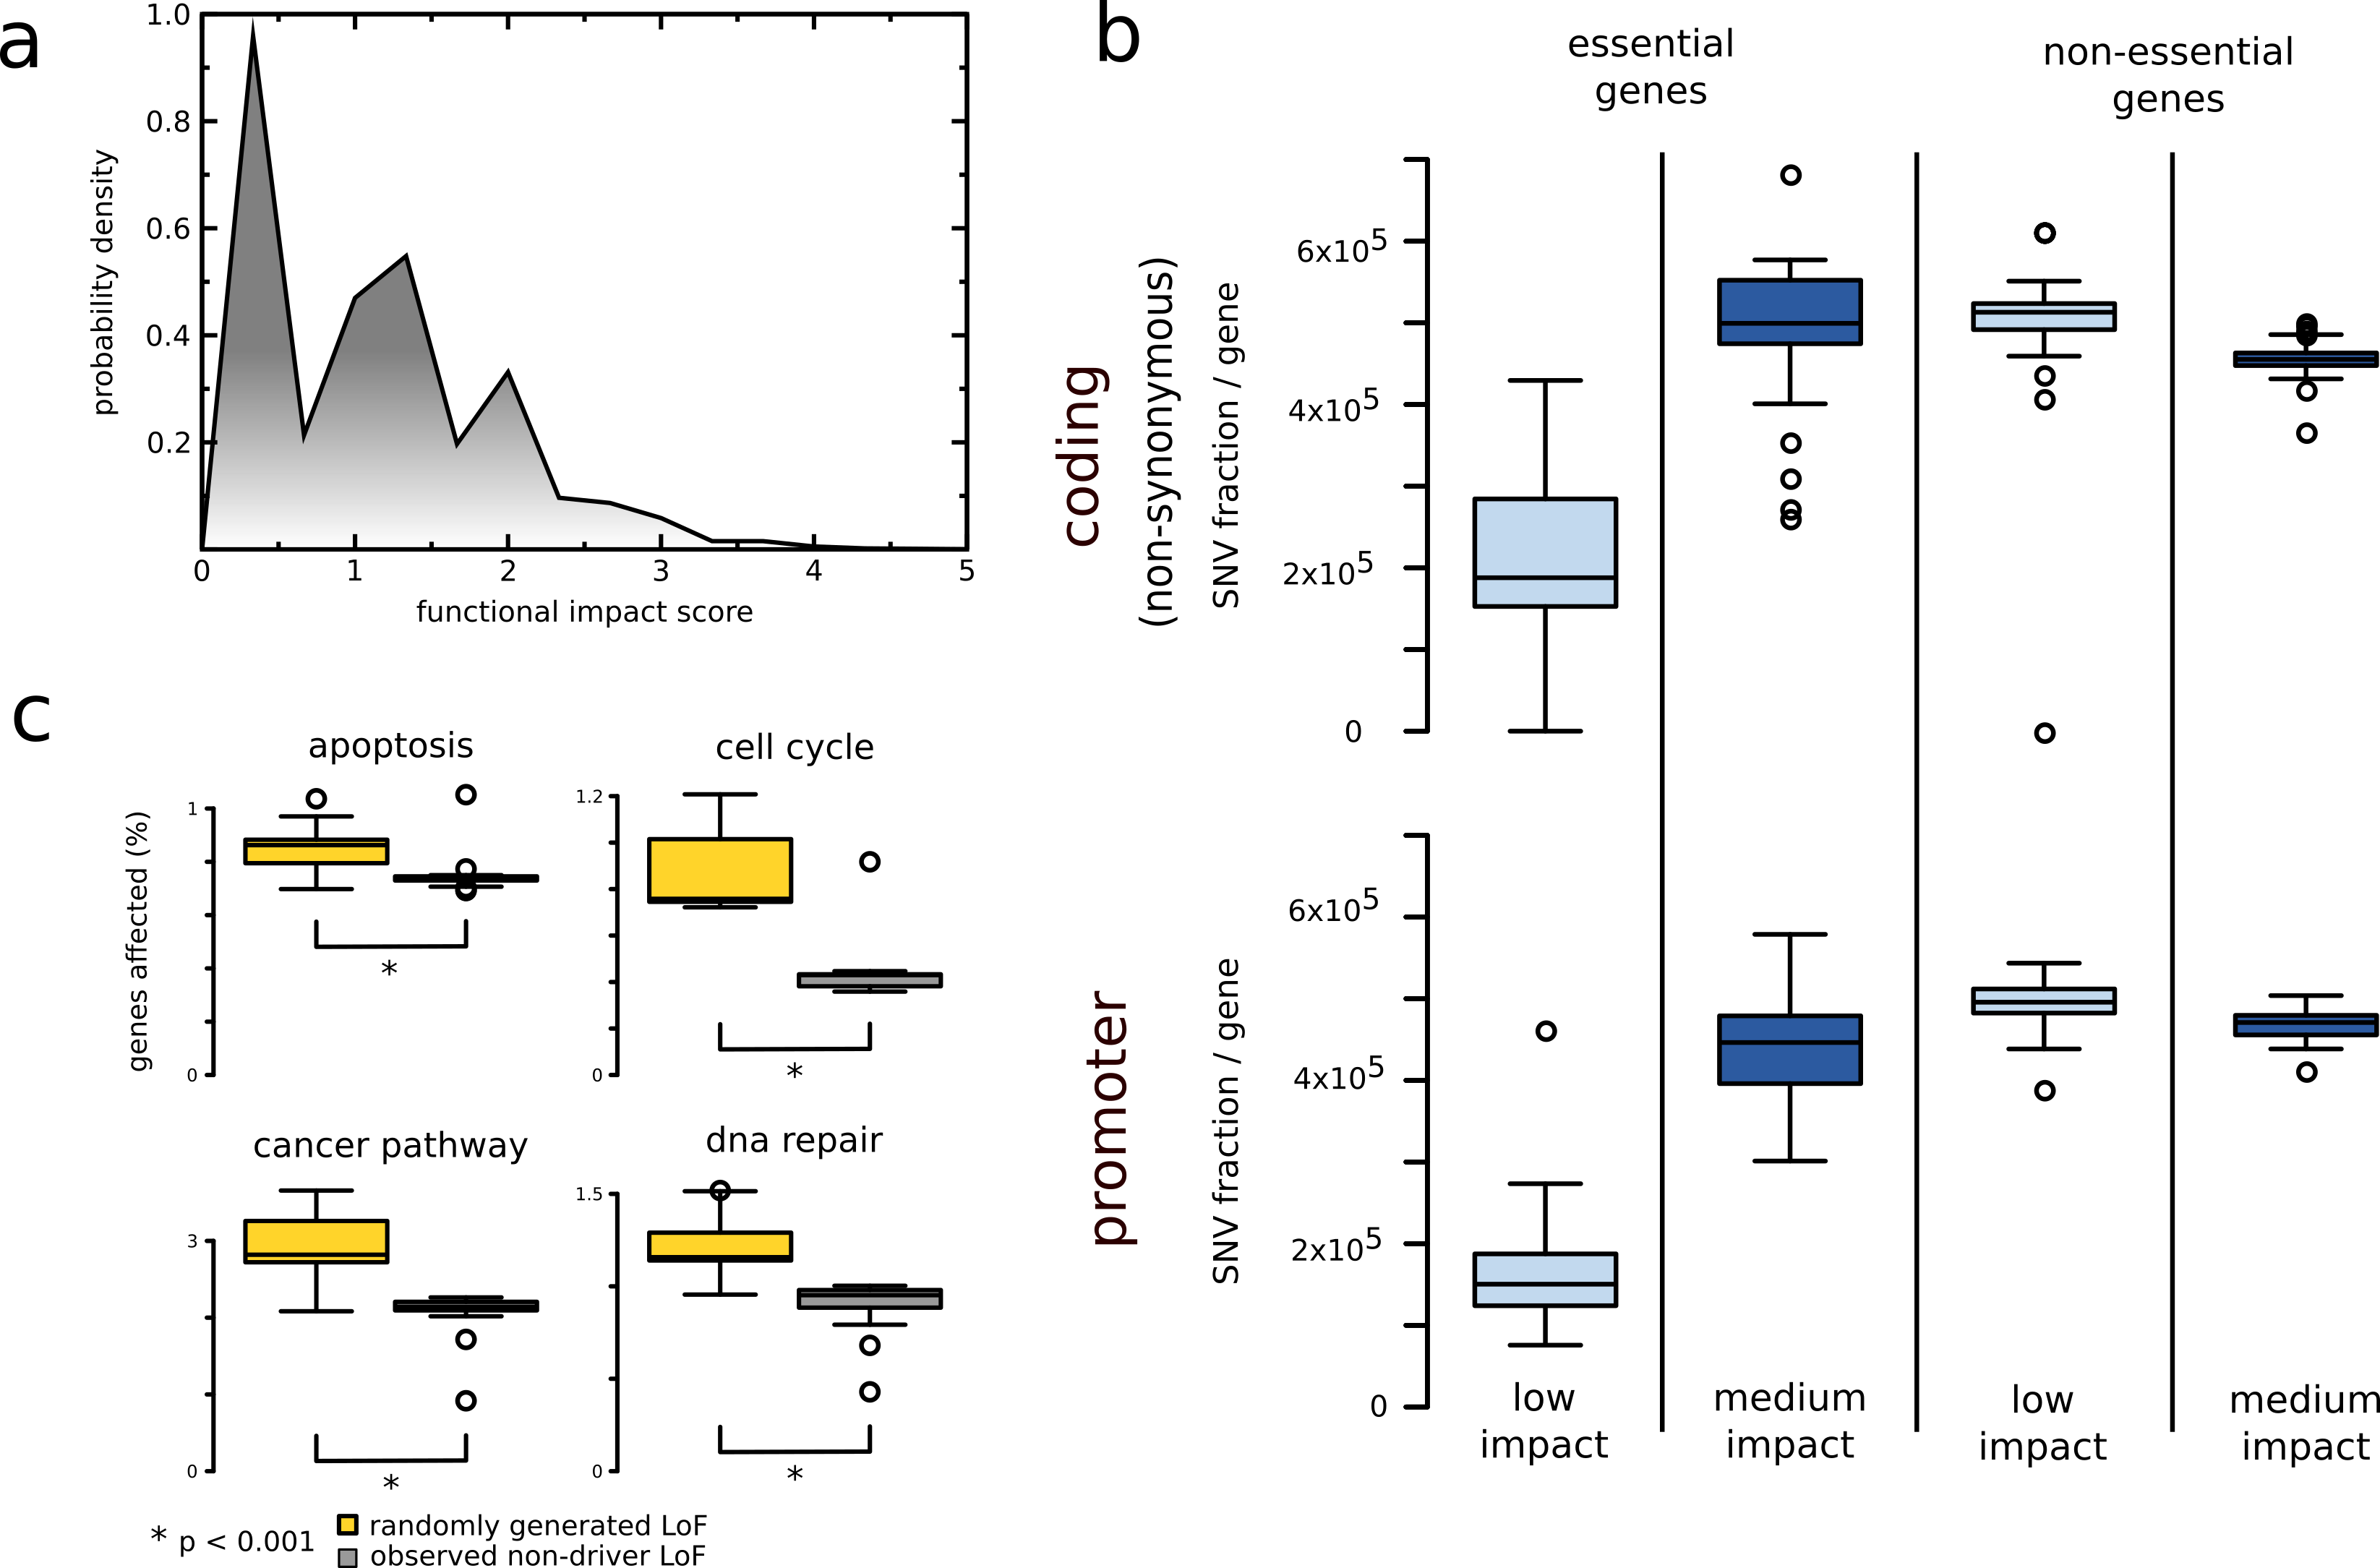 a
1.0
0.8
0.6
0.4
0.2
probability density
0
1
2
3
4
5
functional impact score
b
essential
genes
non-essential
genes
coding
(non-synonymous)
SNV fraction / gene
6x10⁵
4x10⁵
2x10⁵
0
promoter
SNV fraction / gene
6x10⁵
4x10⁵
2x10⁵
0
low
impact
medium
impact
low
impact
medium
impact
c
apoptosis
genes affected (%)
1
0
*
cell cycle
1.2
0
*
cancer pathway
3
0
*
dna repair
1.5
0
*
* p < 0.001
randomly generated LoF
observed non-driver LoF